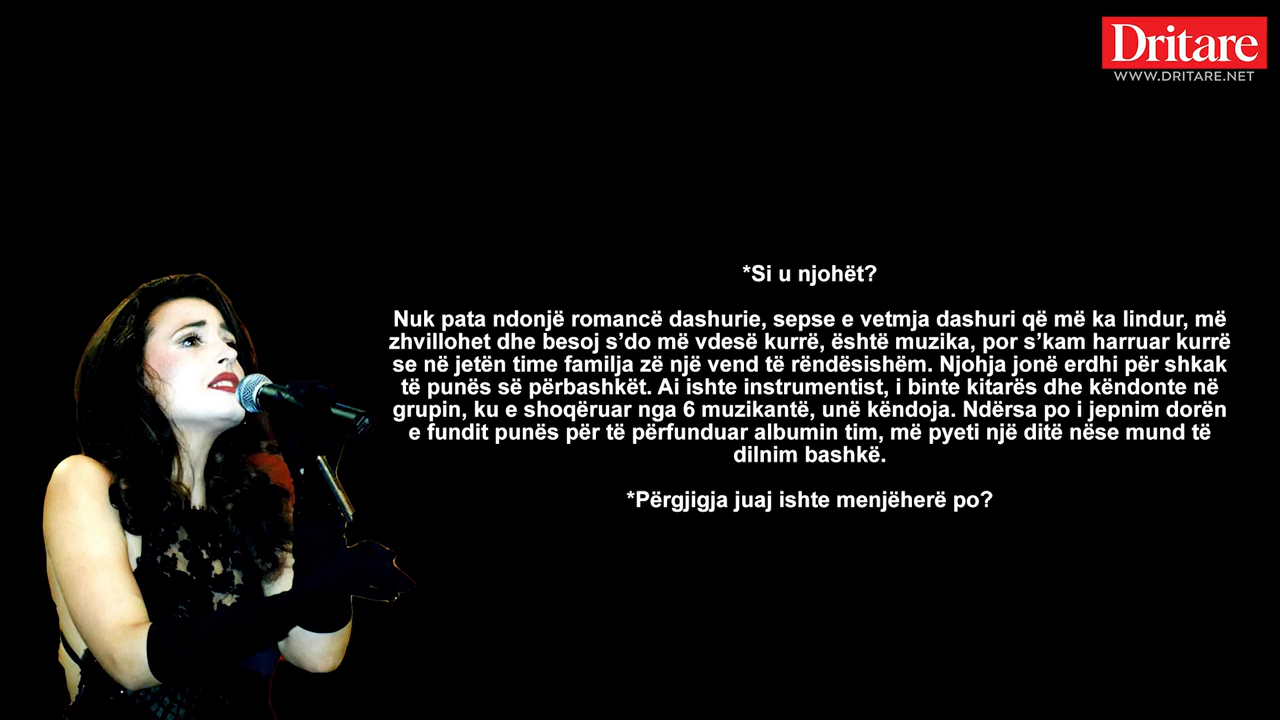 Dritare
WWW.DRITARE.NET
*Si u njohët?
Nuk pata ndonjë romancë dashurie, sepse e vetmja dashuri që më ka lindur, më
zhvillohet dhe besoj s’do më vdesë kurrë, është muzika, por s’kam harruar kurrë
se në jetën time familja zë një vend të rëndësishëm. Njohja jonë erdhi për shkak
të punës së përbashkët. Ai ishte instrumentist, i binte kitarës dhe këndonte në
grupin, ku e shoqëruar nga 6 muzikantë, unë këndoja. Ndërsa po i jepnim dorën
e fundit punës për të përfunduar albumin tim, më pyeti një ditë nëse mund të
dilnim bashkë.
*Përgjigja juaj ishte menjëherë po?